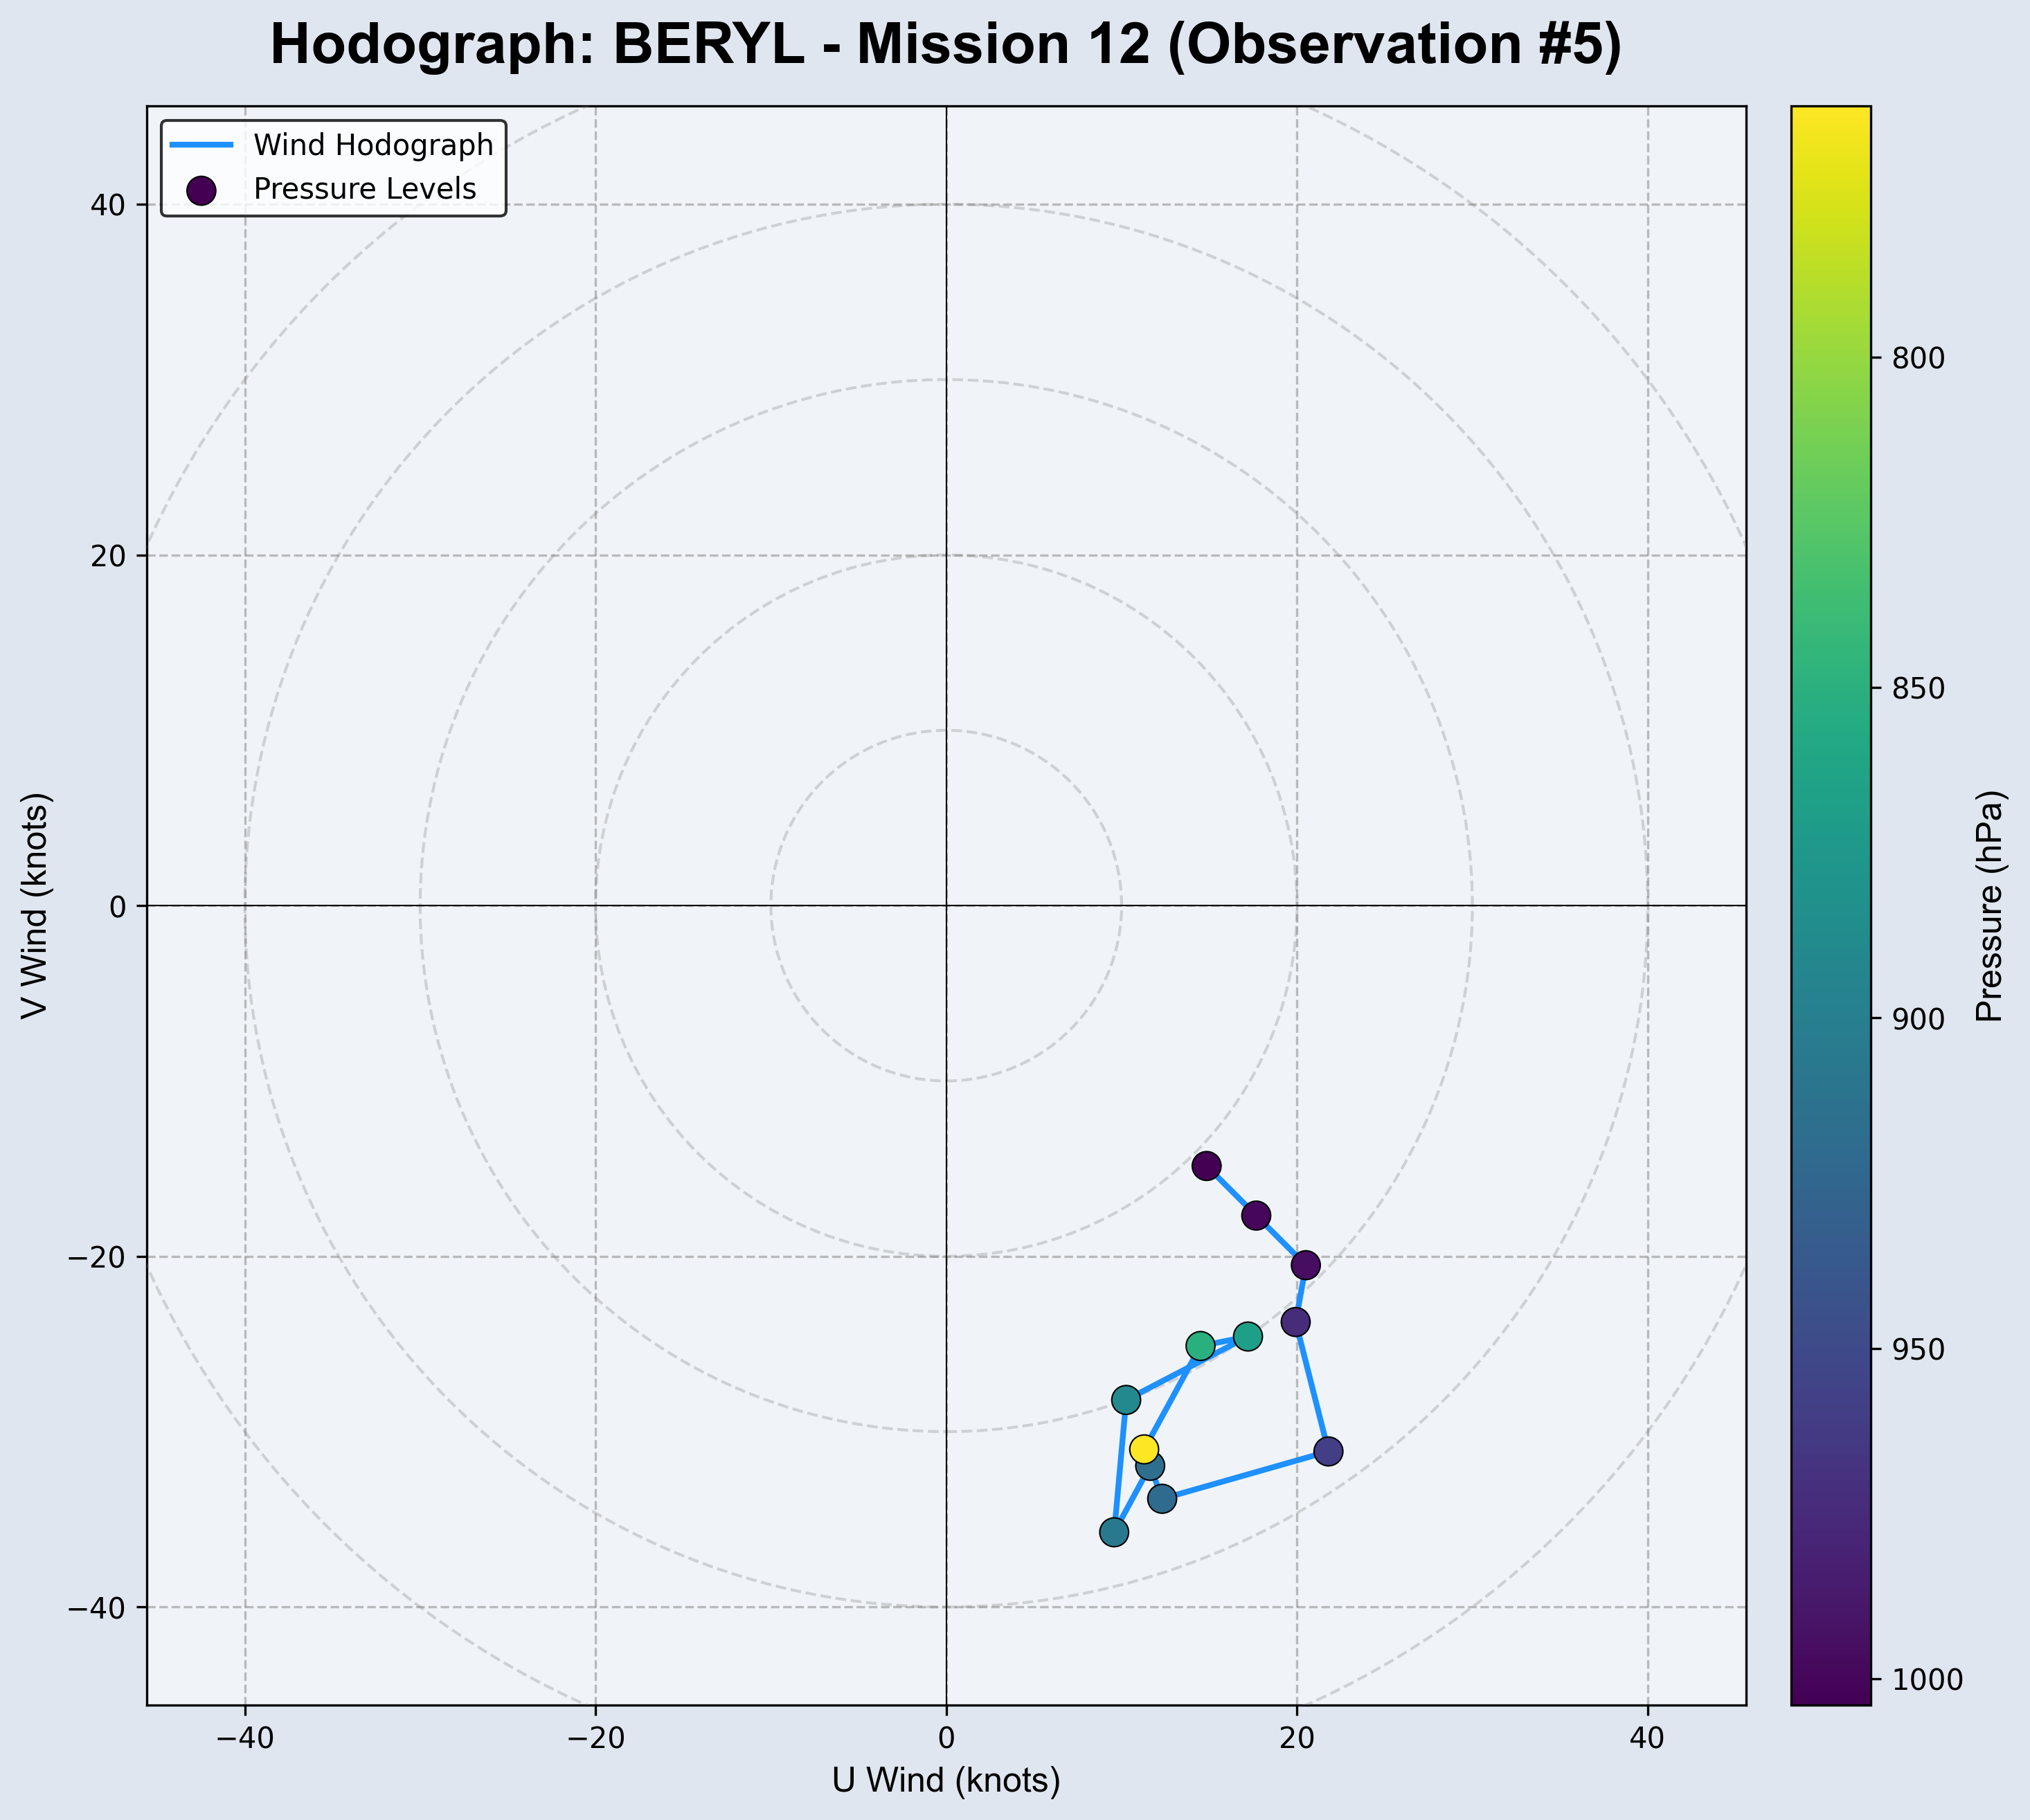 Hodograph: BERYL - Mission 12 (Observation #5)
Wind Hodograph
Pressure Levels
40
20
0
−20
−40
V Wind (knots)
−40
−20
0
20
40
U Wind (knots)
800
850
900
950
1000
Pressure (hPa)